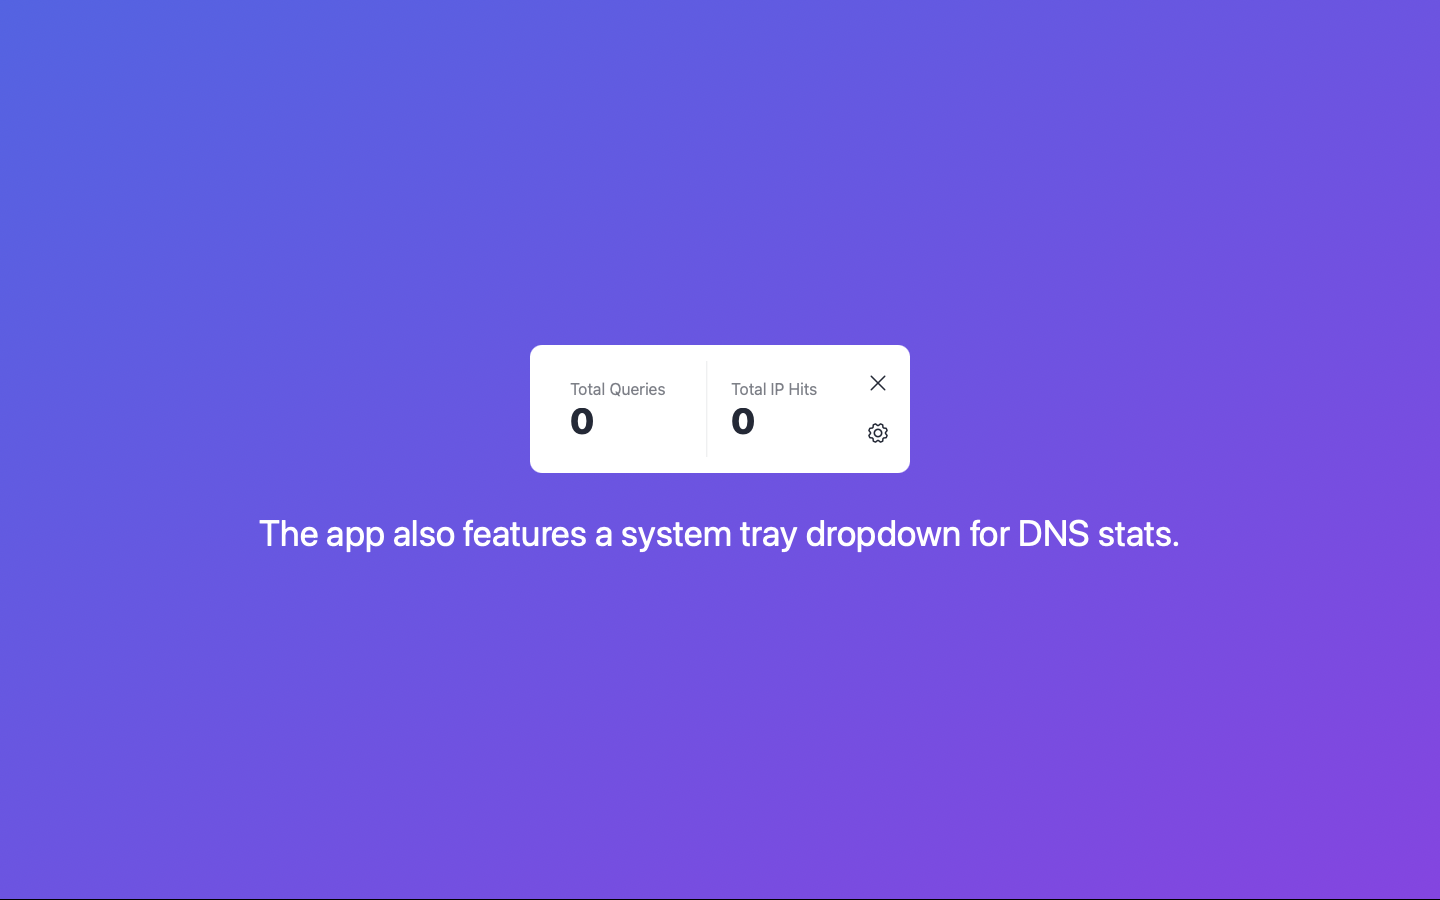 Total Queries
0
Total IP Hits
0
The app also features a system tray dropdown for DNS stats.